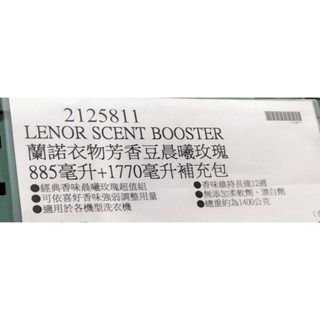 2125811
LENOR SCENT BOOSTER
蘭諾衣物芳香豆晨曦玫瑰
885毫升+1770毫升補充包
●經典香味晨曦玫瑰超值組
●香味維持長達12週
●可依喜好香味強弱調整用量
●無添加柔軟劑、漂白劑
●適用於各機型洗衣機
●總重約為1400公克